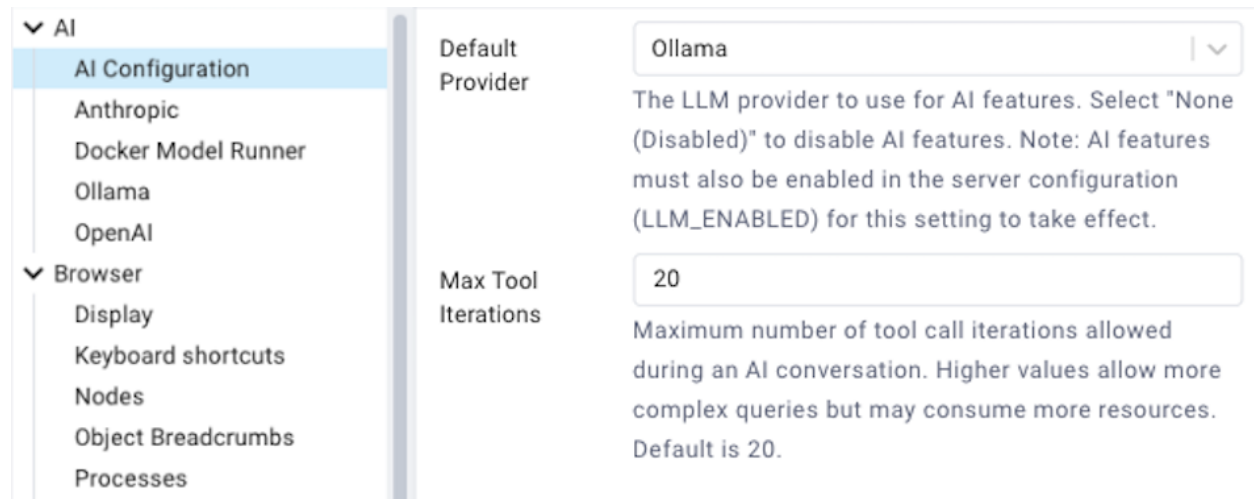 AI
AI Configuration
Anthropic
Docker Model Runner
Ollama
OpenAI
Browser
Display
Keyboard shortcuts
Nodes
Object Breadcrumbs
Processes
Default
Provider
Ollama
The LLM provider to use for AI features. Select "None
(Disabled)" to disable AI features. Note: AI features
must also be enabled in the server configuration
(LLM_ENABLED) for this setting to take effect.
Max Tool
Iterations
20
Maximum number of tool call iterations allowed
during an AI conversation. Higher values allow more
complex queries but may consume more resources.
Default is 20.